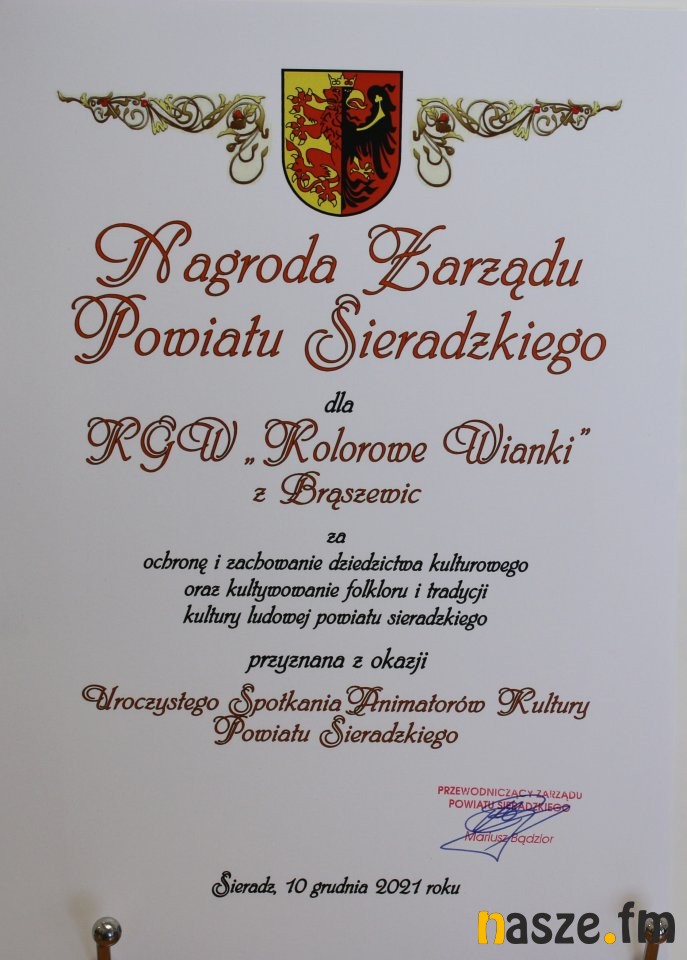 Nagroda Zarządu
Powiatu Sieradzkiego
dla
KGW „Kolorowe Wianki”
z Brąszewic
za
ochronę i zachowanie dziedzictwa kulturowego
oraz kultywowanie folkloru i tradycji
kultury ludowej powiatu sieradzkiego
przyznana z okazji
Uroczystego Spotkania Animatorów Kultury
Powiatu Sieradzkiego
PRZEWODNICZĄCY ZARZĄDU
POWIATU SIERADZKIEGO
Mariusz Bądzior
Sieradz, 10 grudnia 2021 roku
nasze.fm